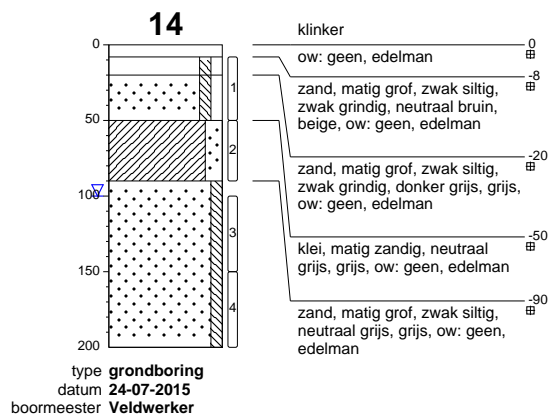 14
klinker
0
0
ow: geen, edelman
-8
zand, matig grof, zwak siltig,
zwak grindig, neutraal bruin,
beige, ow: geen, edelman
1
50
-20
zand, matig grof, zwak siltig,
zwak grindig, donker grijs, grijs,
ow: geen, edelman
2
100
-50
klei, matig zandig, neutraal
grijs, grijs, ow: geen, edelman
3
150
-90
zand, matig grof, zwak siltig,
neutraal grijs, grijs, ow: geen,
edelman
4
200
type grondboring
datum 24-07-2015
boormeester Veldwerker